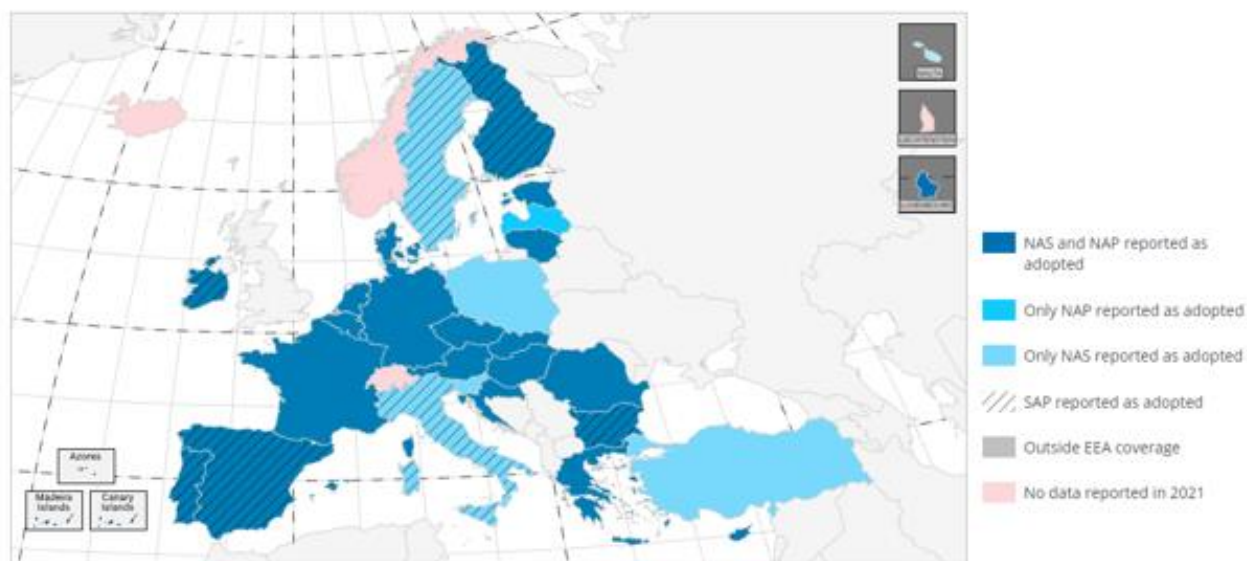 NAS and NAP reported as
adopted
Only NAP reported as adopted
Only NAS reported as adopted
SAP reported as adopted
Outside EEA coverage
No data reported in 2021
Azores
Madeira
Islands
Canary
Islands